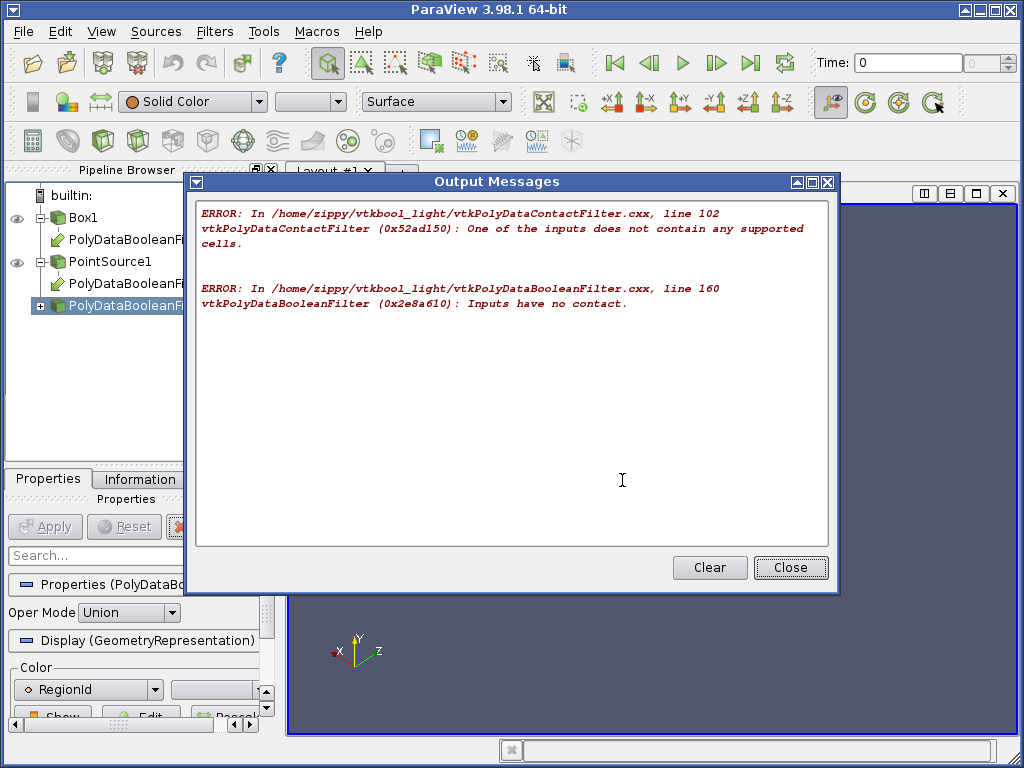 ParaView 3.98.1 64-bit
File Edit View Sources Filters Tools Macros Help
Time: 0 0
Solid Color Surface
+X -X +Y -Y +Z -Z
Pipeline Browser Layout #1
builtin:
Box1
PolyDataBooleanFi
PointSource1
PolyDataBooleanFi
PolyDataBooleanFi
Output Messages
ERROR: In /home/zippy/vtkbool_light/vtkPolyDataContactFilter.cxx, line 102
vtkPolyDataContactFilter (0x52ad150): One of the inputs does not contain any supported
cells.
ERROR: In /home/zippy/vtkbool_light/vtkPolyDataBooleanFilter.cxx, line 160
vtkPolyDataBooleanFilter (0x2e8a610): Inputs have no contact.
Clear Close
Properties Information
Properties
Apply Reset
Search...
Properties (PolyDataBo
Oper Mode Union
Display (GeometryRepresentation)
Color
RegionId
Show Edit
X Y Z